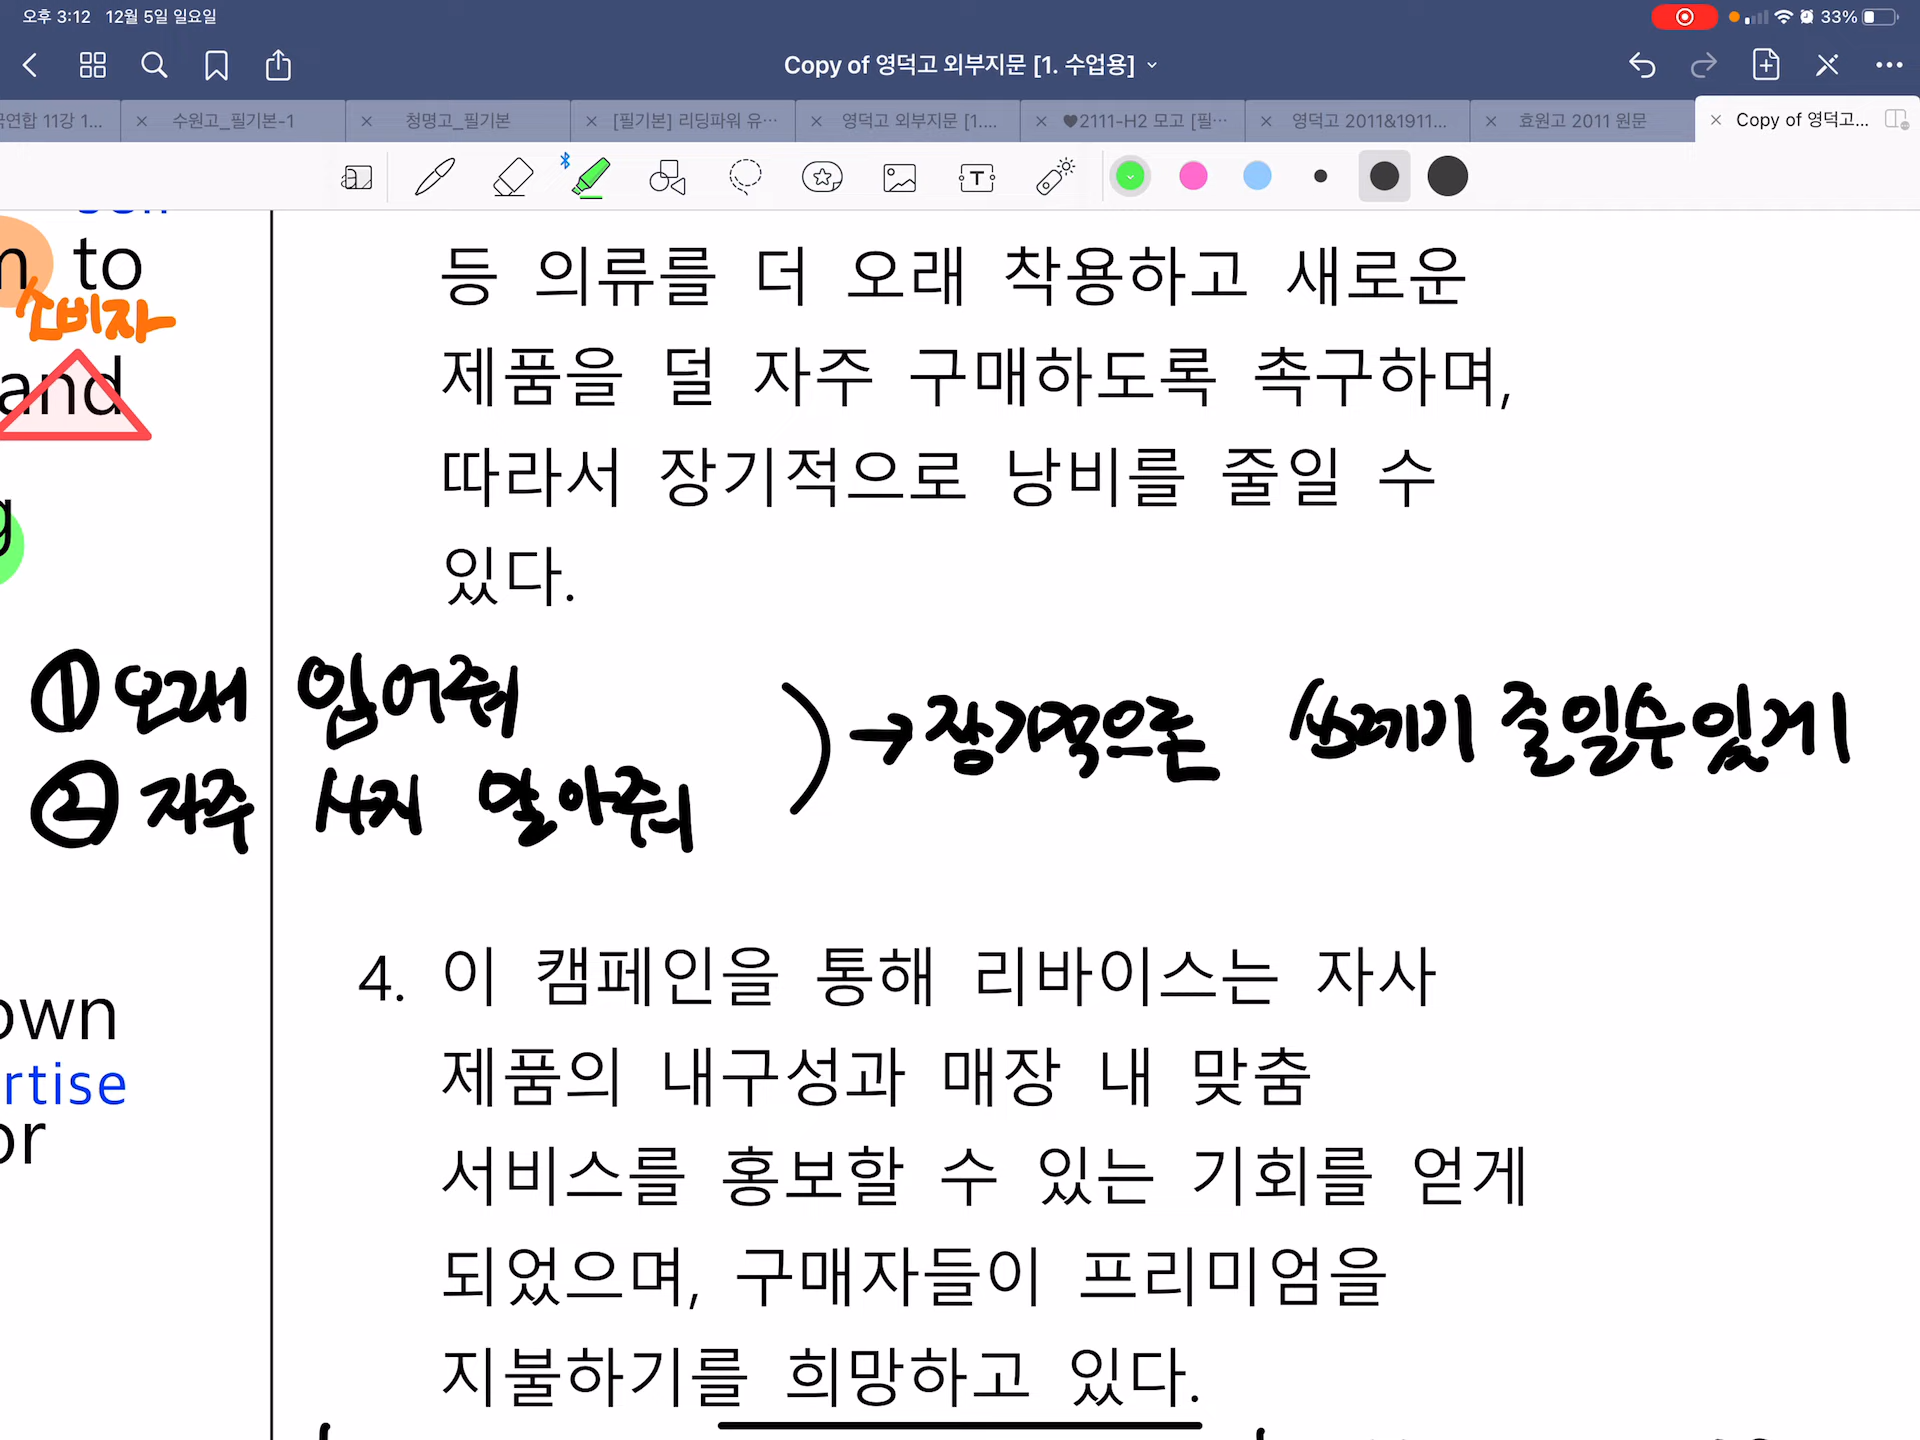 오후 3:12 12월 5일 일요일
33%
Copy of 영덕고 외부지문 [1. 수업용]
국연합 11강 1...
수원고_필기본-1
청명고_필기본
[필기본] 리딩파워 유...
영덕고 외부지문 [1....
♥2111-H2 모고 [필...
영덕고 2011&1911...
효원고 2011 원문
Copy of 영덕고...
to
소비자
and
등 의류를 더 오래 착용하고 새로운
제품을 덜 자주 구매하도록 촉구하며,
따라서 장기적으로 낭비를 줄일 수
있다.
① 오래 입어줘
② 자주 사지 말아줘
→ 장기적으론 쓰레기 줄일수있게
own
rtise
or
4. 이 캠페인을 통해 리바이스는 자사
제품의 내구성과 매장 내 맞춤
서비스를 홍보할 수 있는 기회를 얻게
되었으며, 구매자들이 프리미엄을
지불하기를 희망하고 있다.